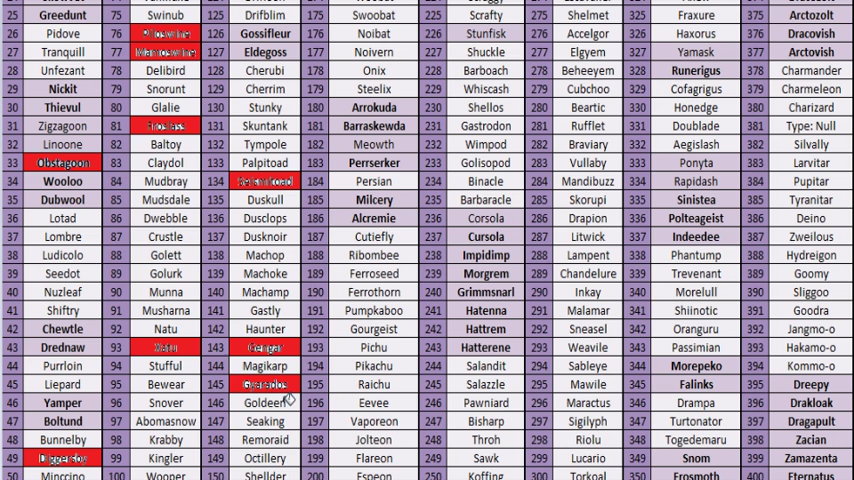 25 Greedunt 75 Swinub 125 Drifblim 175 Swoobat 225 Scrafty 275 Shelmet 325 Fraxure 375 Arctozolt
26 Pidove 76 Piloswine 126 Gossifleur 176 Noibat 226 Stunfisk 276 Accelgor 326 Haxorus 376 Dracovish
27 Tranquill 77 Mamoswine 127 Eldegoss 177 Noivern 227 Shuckle 277 Elgyem 327 Yamask 377 Arctovish
28 Unfezant 78 Delibird 128 Cherubi 178 Onix 228 Barboach 278 Beheeyem 328 Runerigus 378 Charmander
29 Nickit 79 Snorunt 129 Cherrim 179 Steelix 229 Whiscash 279 Cubchoo 329 Cofagrigus 379 Charmeleon
30 Thievul 80 Glalie 130 Stunky 180 Arrokuda 230 Shellos 280 Beartic 330 Honedge 380 Charizard
31 Zigzagoon 81 Froslass 131 Skuntank 181 Barraskewda 231 Gastrodon 281 Rufflet 331 Doublade 381 Type: Null
32 Linoone 82 Baltoy 132 Tympole 182 Meowth 232 Wimpod 282 Braviary 332 Aegislash 382 Silvally
33 Obstagoon 83 Claydol 133 Palpitoad 183 Perrserker 233 Golisopod 283 Vullaby 333 Ponyta 383 Larvitar
34 Wooloo 84 Mudbray 134 Seismitoad 184 Persian 234 Binacle 284 Mandibuzz 334 Rapidash 384 Pupitar
35 Dubwool 85 Mudsdale 135 Duskull 185 Milcery 235 Barbaracle 285 Skorupi 335 Sinistea 385 Tyranitar
36 Lotad 86 Dwebble 136 Dusclops 186 Alcremie 236 Corsola 286 Drapion 336 Polteageist 386 Deino
37 Lombre 87 Crustle 137 Dusknoir 187 Cutiefly 237 Cursola 287 Litwick 337 Indeedee 387 Zweilous
38 Ludicolo 88 Golett 138 Machop 188 Ribombee 238 Impidimp 288 Lampent 338 Phantump 388 Hydreigon
39 Seedot 89 Golurk 139 Machoke 189 Ferroseed 239 Morgrem 289 Chandelure 339 Trevenant 389 Goomy
40 Nuzleaf 90 Munna 140 Machamp 190 Ferrothorn 240 Grimmsnarl 290 Inkay 340 Morelull 390 Sliggoo
41 Shiftry 91 Musharna 141 Gastly 191 Pumpkaboo 241 Hatenna 291 Malamar 341 Shiinotic 391 Goodra
42 Chewtle 92 Natu 142 Haunter 192 Gourgeist 242 Hattrem 292 Sneasel 342 Oranguru 392 Jangmo-o
43 Drednaw 93 Xatu 143 Gengar 193 Pichu 243 Hatterene 293 Weavile 343 Passimian 393 Hakamo-o
44 Purrloin 94 Stufful 144 Magikarp 194 Pikachu 244 Salandit 294 Sableye 344 Morepeko 394 Kommo-o
45 Liepard 95 Bewear 145 Gyarados 195 Raichu 245 Salazzle 295 Mawile 345 Falinks 395 Dreepy
46 Yamper 96 Snover 146 Goldeen 196 Eevee 246 Pawniard 296 Maractus 346 Drampa 396 Drakloak
47 Boltund 97 Abomasnow 147 Seaking 197 Vaporeon 247 Bisharp 297 Sigilyph 347 Turtonator 397 Dragapult
48 Bunnelby 98 Krabby 148 Remoraid 198 Jolteon 248 Throh 298 Riolu 348 Togedemaru 398 Zacian
49 Diggersby 99 Kingler 149 Octillery 199 Flareon 249 Sawk 299 Lucario 349 Snom 399 Zamazenta
50 Minccino 100 Wooper 150 Shellder 200 Espeon 250 Koffing 300 Torkoal 350 Frosmoth 400 Eternatus